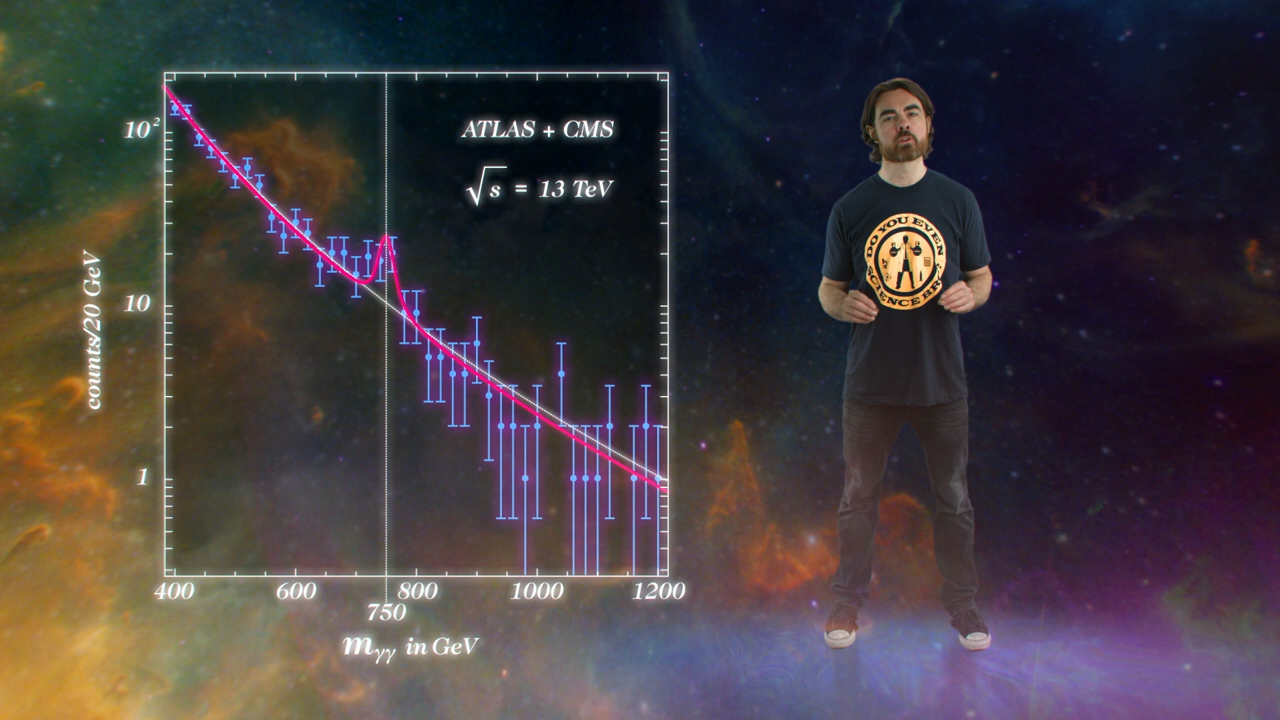 ATLAS + CMS
√s = 13 TeV
10²
10
1
counts/20 GeV
400 600 800 1000 1200
750
mγγ in GeV
DO YOU EVEN
SCIENCE BRO